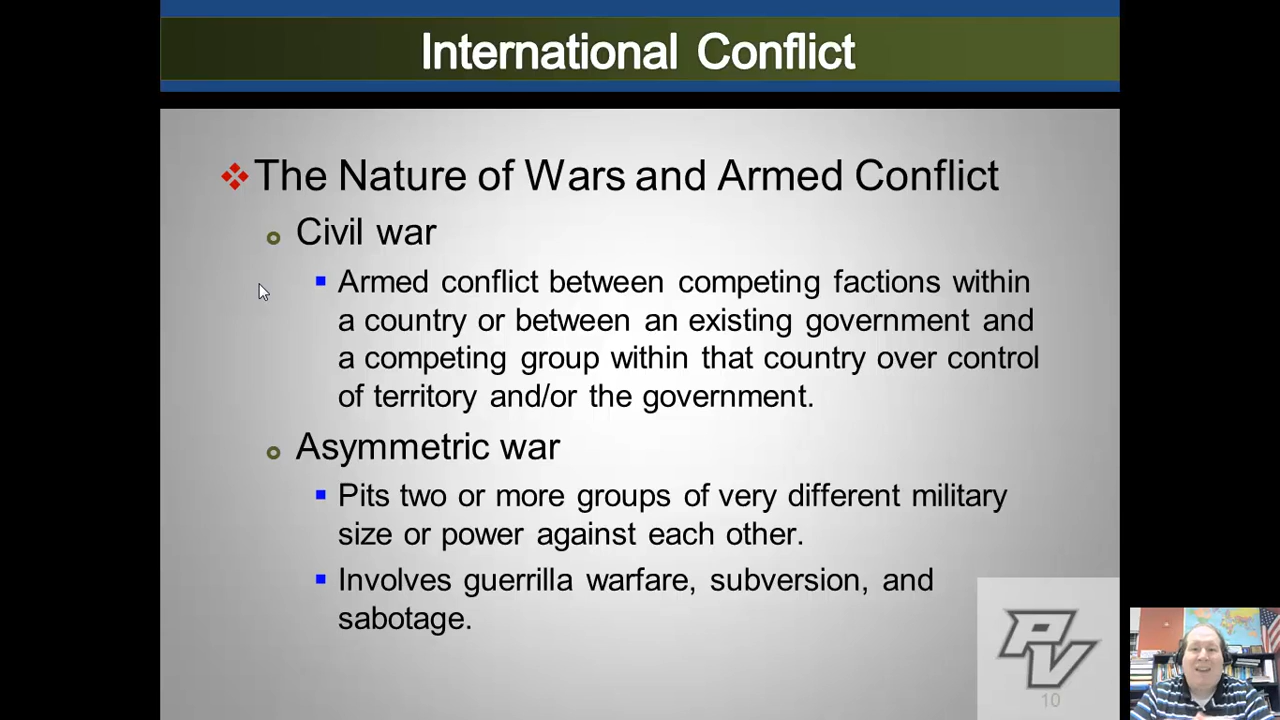 International Conflict
The Nature of Wars and Armed Conflict
Civil war
Armed conflict between competing factions within
a country or between an existing government and
a competing group within that country over control
of territory and/or the government.
Asymmetric war
Pits two or more groups of very different military
size or power against each other.
Involves guerrilla warfare, subversion, and
sabotage.
PV
10